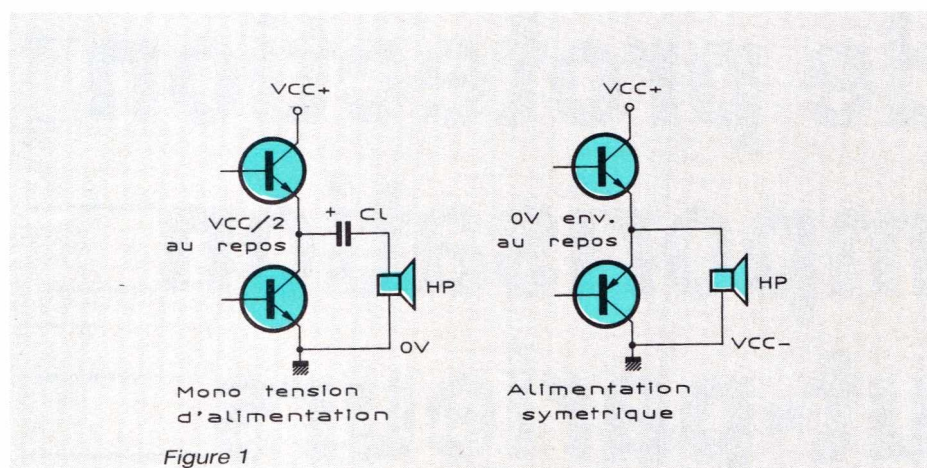 VCC+
VCC/2
au repos
+
CL
HP
0V
Mono tension
d'alimentation
VCC+
0V env.
au repos
HP
VCC-
Alimentation
symetrique
Figure 1